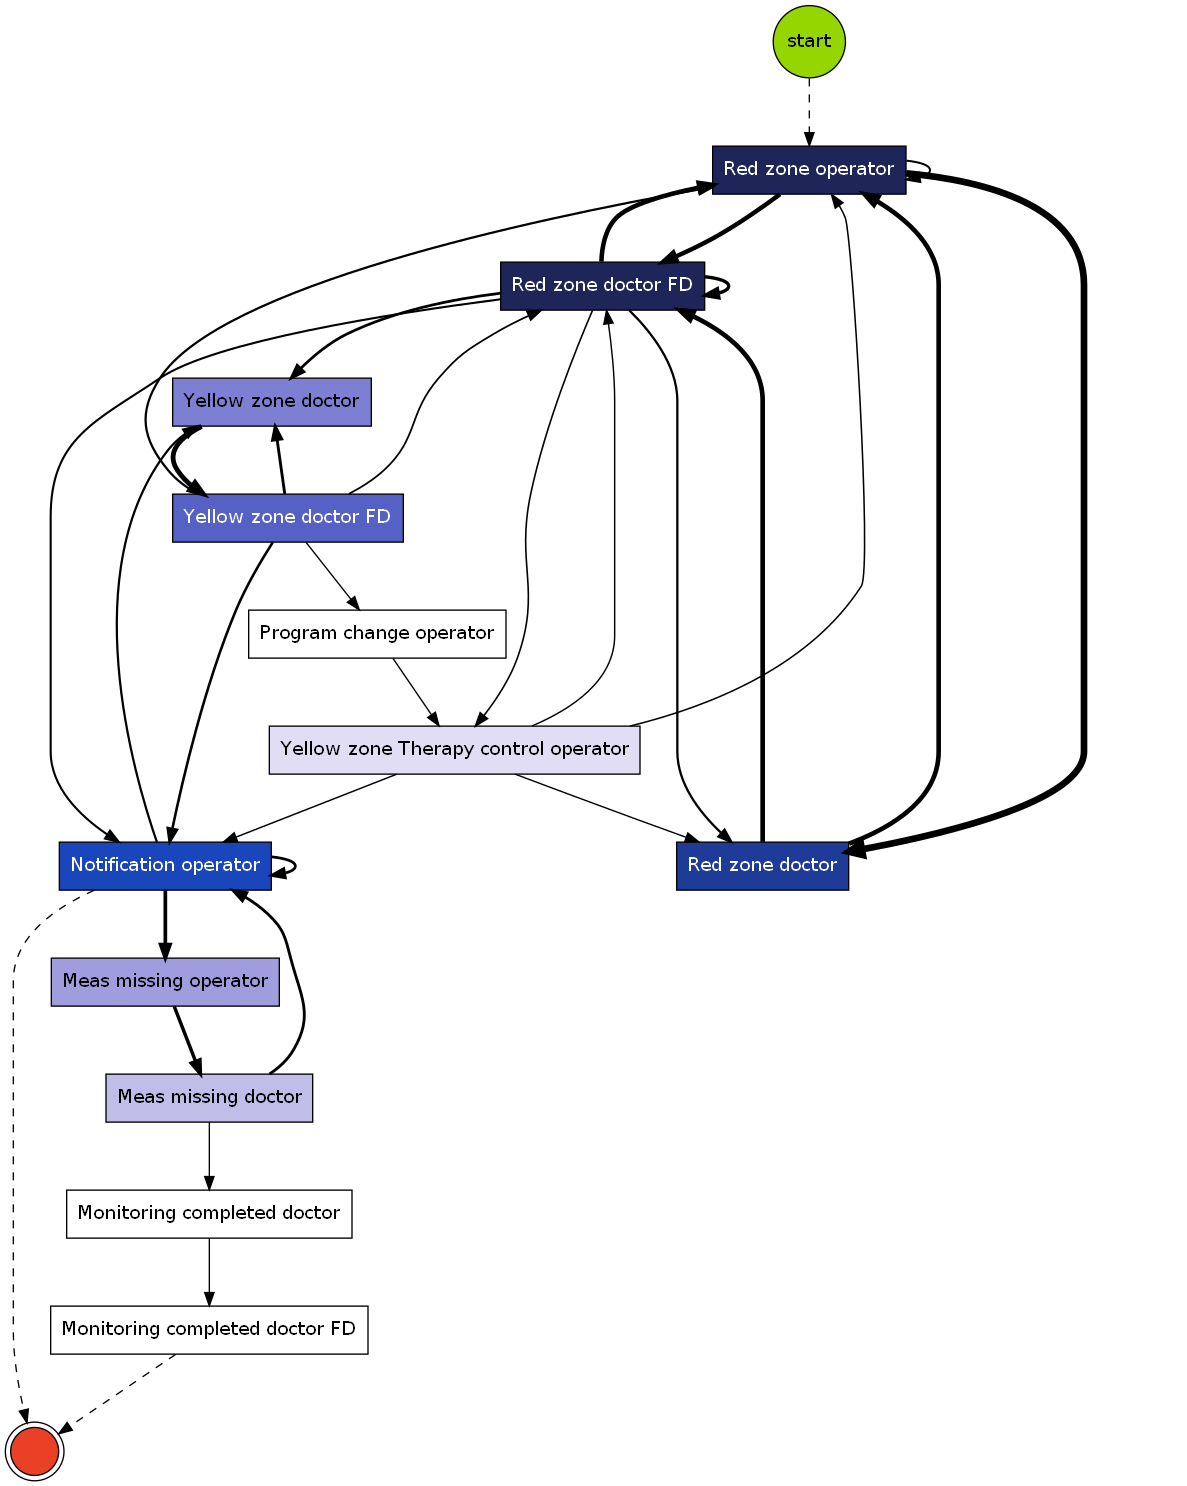 start
Red zone operator
Red zone doctor FD
Yellow zone doctor
Yellow zone doctor FD
Program change operator
Yellow zone Therapy control operator
Notification operator
Red zone doctor
Meas missing operator
Meas missing doctor
Monitoring completed doctor
Monitoring completed doctor FD